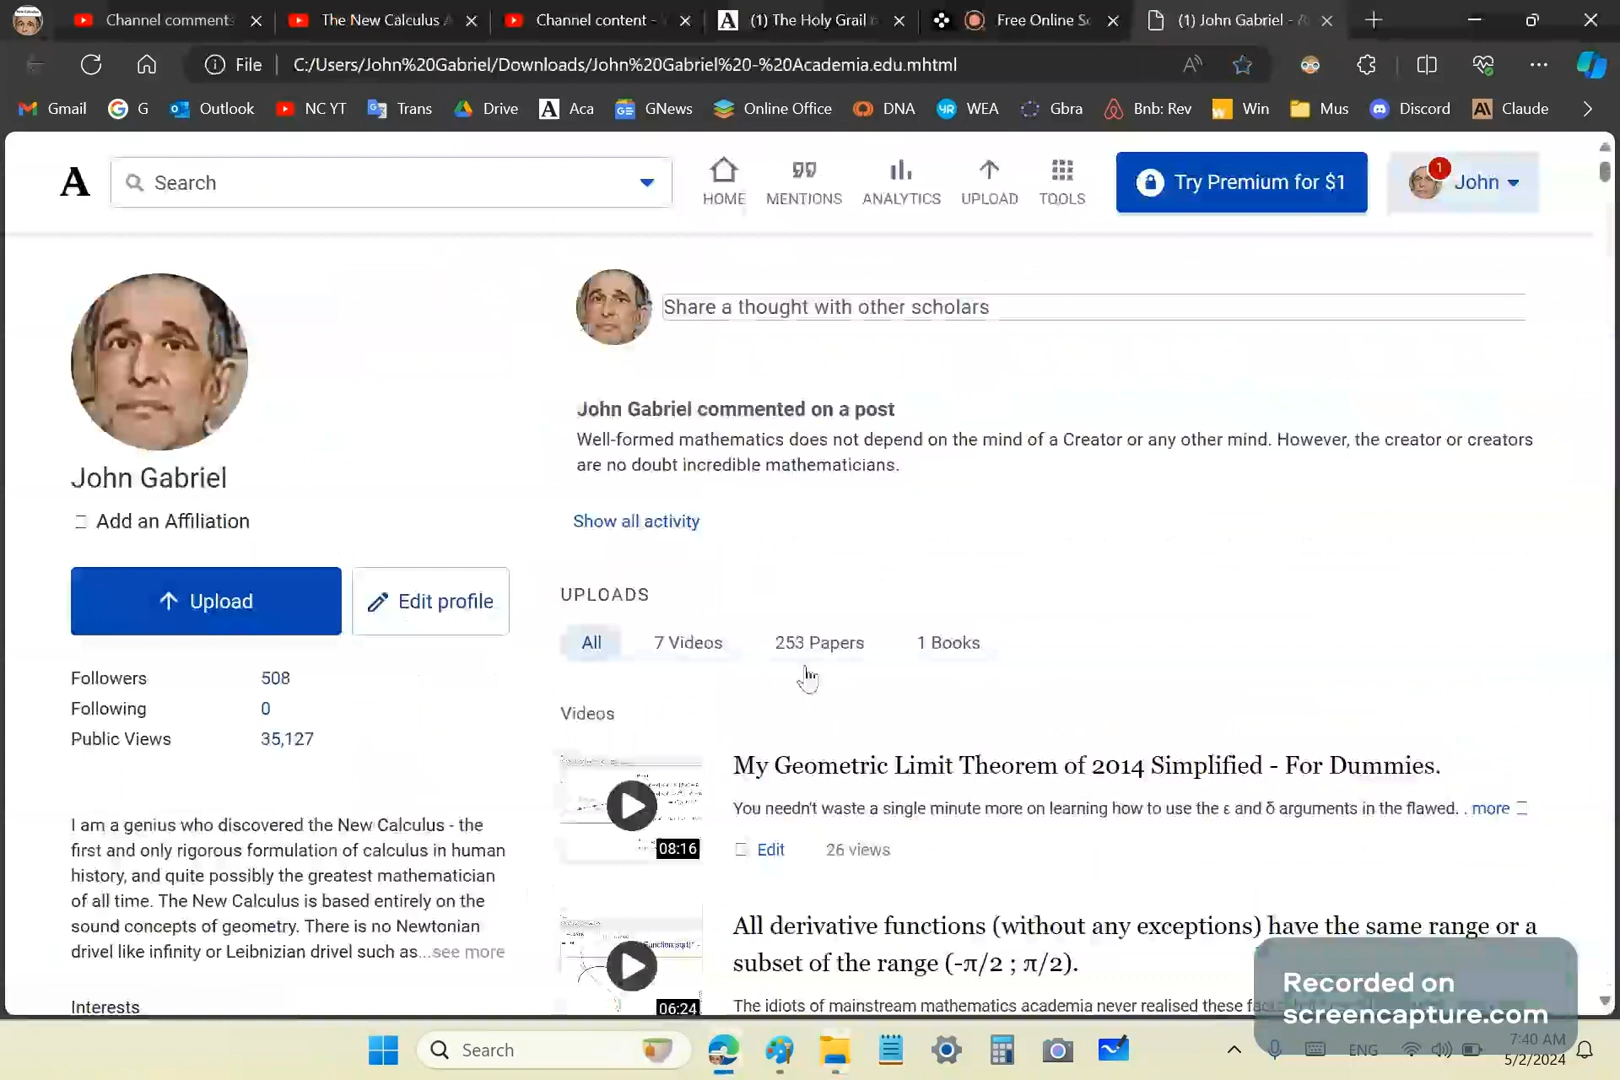 Channel comments
The New Calculus
Channel content -
(1) The Holy Grail
Free Online Sc
(1) John Gabriel -
File
C:/Users/John%20Gabriel/Downloads/John%20Gabriel%20-%20Academia.edu.mhtml
Gmail
G
Outlook
NC YT
Trans
Drive
Aca
GNews
Online Office
DNA
WEA
Gbra
Bnb: Rev
Win
Mus
Discord
Claude
A
Search
HOME
MENTIONS
ANALYTICS
UPLOAD
TOOLS
Try Premium for $1
1
John
Share a thought with other scholars
John Gabriel commented on a post
Well-formed mathematics does not depend on the mind of a Creator or any other mind. However, the creator or creators
are no doubt incredible mathematicians.
Show all activity
John Gabriel
Add an Affiliation
Upload
Edit profile
Followers 508
Following 0
Public Views 35,127
I am a genius who discovered the New Calculus - the
first and only rigorous formulation of calculus in human
history, and quite possibly the greatest mathematician
of all time. The New Calculus is based entirely on the
sound concepts of geometry. There is no Newtonian
drivel like infinity or Leibnizian drivel such as...see more
Interests
UPLOADS
All
7 Videos
253 Papers
1 Books
Videos
My Geometric Limit Theorem of 2014 Simplified - For Dummies.
You needn't waste a single minute more on learning how to use the ε and δ arguments in the flawed. . more
08:16
Edit
26 views
All derivative functions (without any exceptions) have the same range or a
subset of the range (-π/2 ; π/2).
06:24
The idiots of mainstream mathematics academia never realised these
Recorded on
screencapture.com
Search
ENG
7:40 AM
5/2/2024